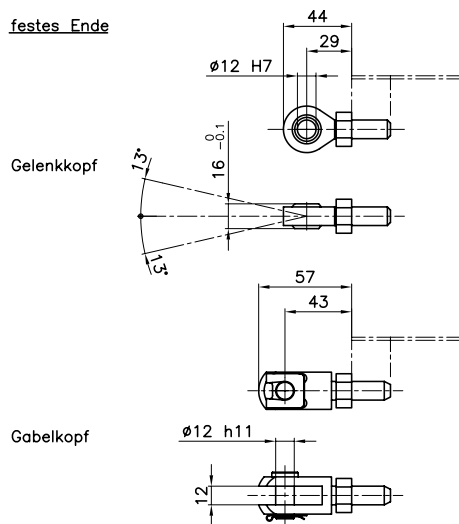 festes Ende
44
29
ø12 H7
0
16 -0.1
13°
Gelenkkopf
13°
57
43
Gabelkopf
ø12 h11
12